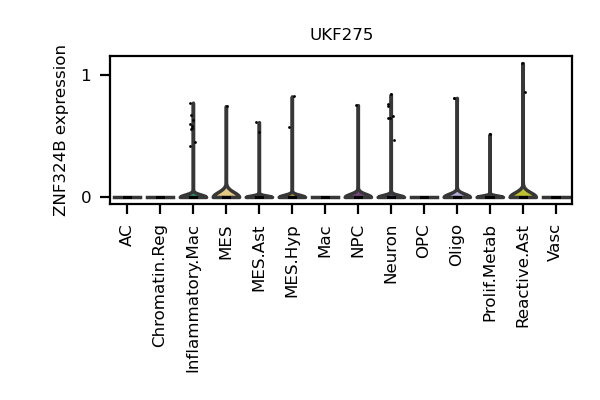 UKF275
ZNF324B expression
1
0
AC
Chromatin.Reg
Inflammatory.Mac
MES
MES.Ast
MES.Hyp
Mac
NPC
Neuron
OPC
Oligo
Prolif.Metab
Reactive.Ast
Vasc